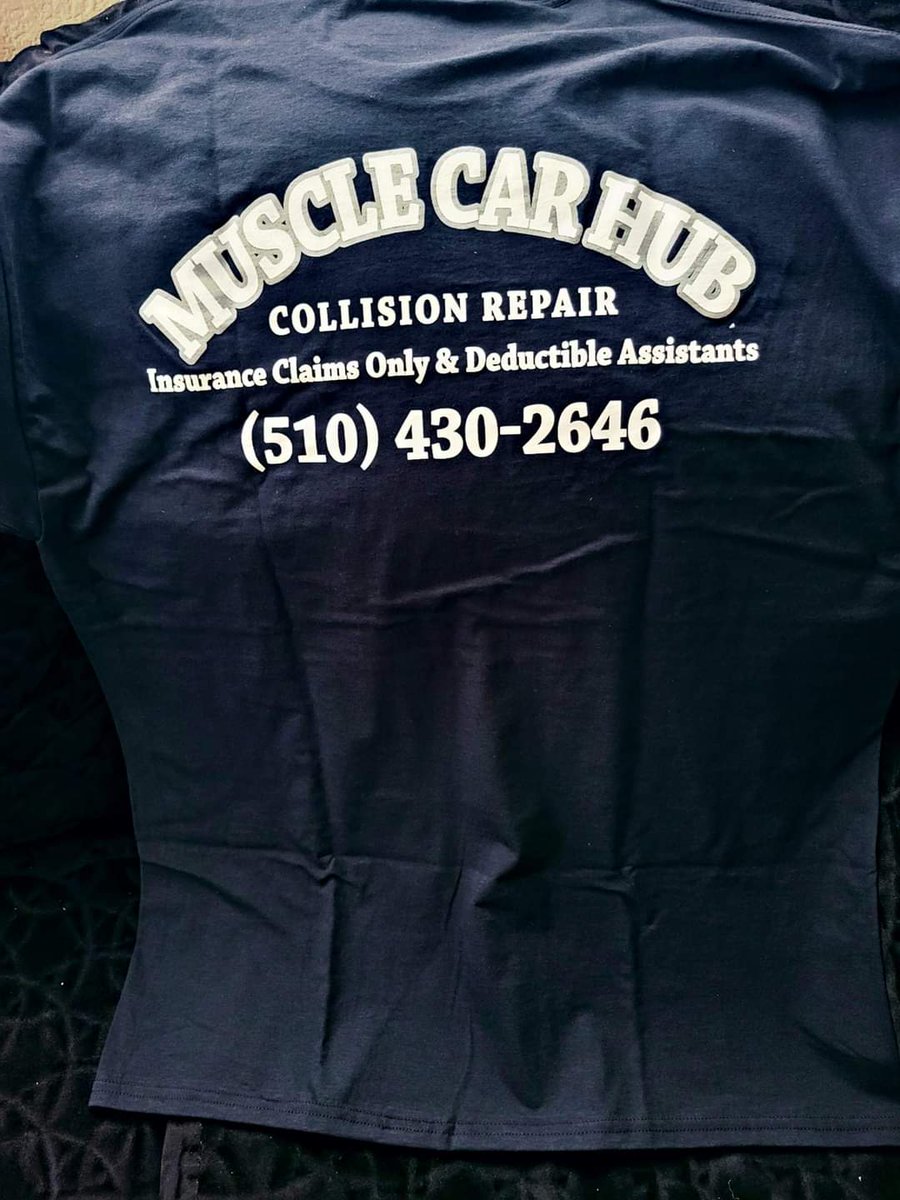 MUSCLE CAR HUB
COLLISION REPAIR
Insurance Claims Only & Deductible Assistants
(510) 430-2646